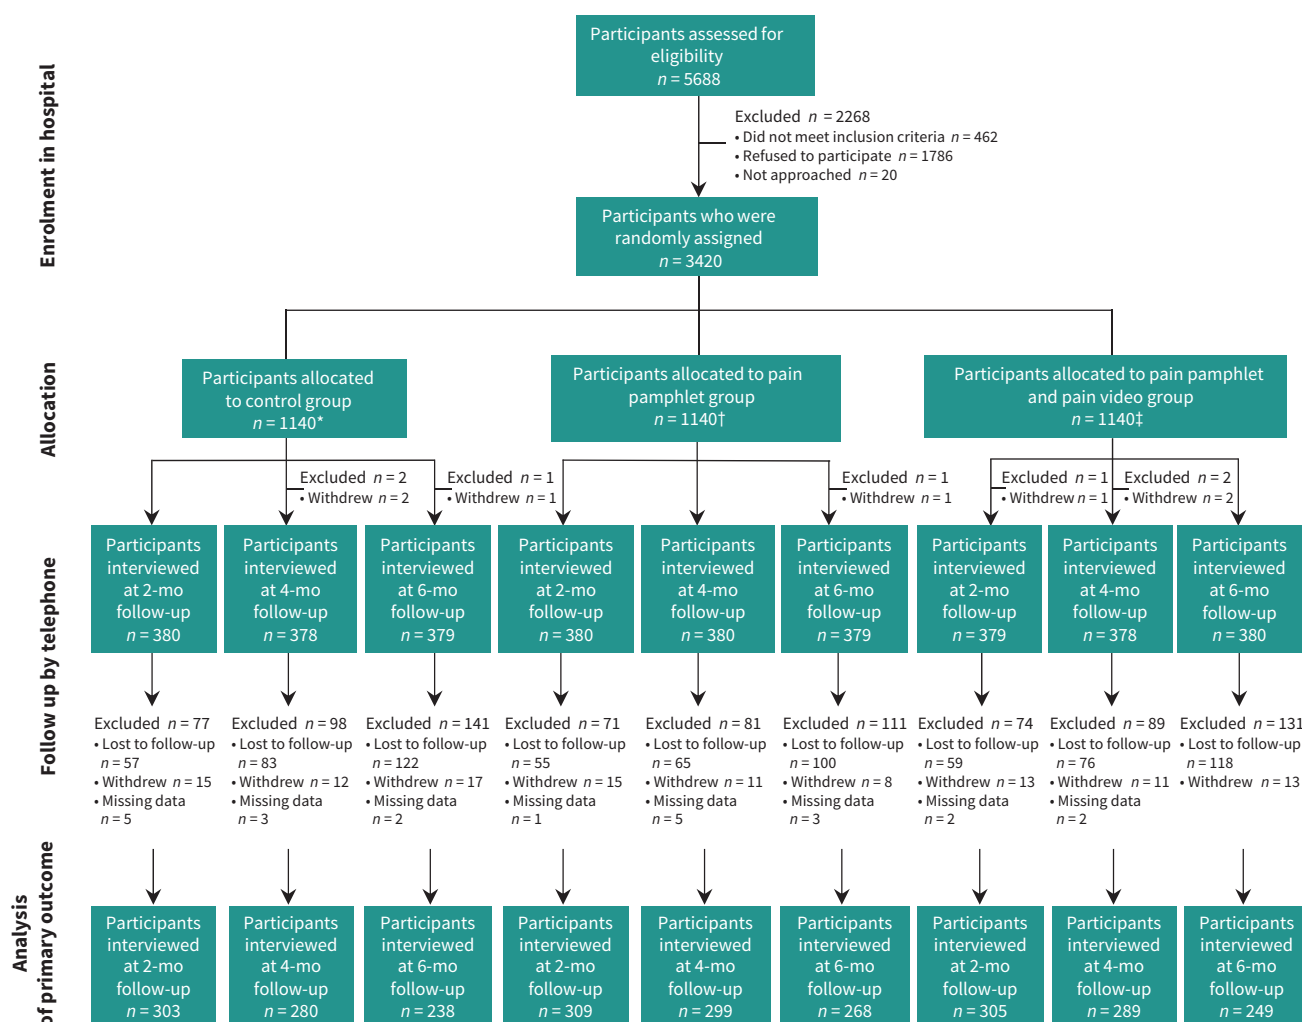 Participants assessed for
eligibility
n = 5688
Enrolment in hospital
Excluded n = 2268
• Did not meet inclusion criteria n = 462
• Refused to participate n = 1786
• Not approached n = 20
Participants who were
randomly assigned
n = 3420
Allocation
Participants allocated
to control group
n = 1140*
Participants allocated to pain
pamphlet group
n = 1140†
Participants allocated to pain pamphlet
and pain video group
n = 1140‡
Excluded n = 2
• Withdrew n = 2
Excluded n = 1
• Withdrew n = 1
Excluded n = 1
• Withdrew n = 1
Excluded n = 1
• Withdrew n = 1
Excluded n = 2
• Withdrew n = 2
Follow up by telephone
Participants
interviewed
at 2-mo
follow-up
n = 380
Participants
interviewed
at 4-mo
follow-up
n = 378
Participants
interviewed
at 6-mo
follow-up
n = 379
Participants
interviewed
at 2-mo
follow-up
n = 380
Participants
interviewed
at 4-mo
follow-up
n = 380
Participants
interviewed
at 6-mo
follow-up
n = 379
Participants
interviewed
at 2-mo
follow-up
n = 379
Participants
interviewed
at 4-mo
follow-up
n = 378
Participants
interviewed
at 6-mo
follow-up
n = 380
Excluded n = 77
• Lost to follow-up
n = 57
• Withdrew n = 15
• Missing data
n = 5
Excluded n = 98
• Lost to follow-up
n = 83
• Withdrew n = 12
• Missing data
n = 3
Excluded n = 141
• Lost to follow-up
n = 122
• Withdrew n = 17
• Missing data
n = 2
Excluded n = 71
• Lost to follow-up
n = 55
• Withdrew n = 15
• Missing data
n = 1
Excluded n = 81
• Lost to follow-up
n = 65
• Withdrew n = 11
• Missing data
n = 5
Excluded n = 111
• Lost to follow-up
n = 100
• Withdrew n = 8
• Missing data
n = 3
Excluded n = 74
• Lost to follow-up
n = 59
• Withdrew n = 13
• Missing data
n = 2
Excluded n = 89
• Lost to follow-up
n = 76
• Withdrew n = 11
• Missing data
n = 2
Excluded n = 131
• Lost to follow-up
n = 118
• Withdrew n = 13
Analysis
of primary outcome
Participants
interviewed
at 2-mo
follow-up
n = 303
Participants
interviewed
at 4-mo
follow-up
n = 280
Participants
interviewed
at 6-mo
follow-up
n = 238
Participants
interviewed
at 2-mo
follow-up
n = 309
Participants
interviewed
at 4-mo
follow-up
n = 299
Participants
interviewed
at 6-mo
follow-up
n = 268
Participants
interviewed
at 2-mo
follow-up
n = 305
Participants
interviewed
at 4-mo
follow-up
n = 289
Participants
interviewed
at 6-mo
follow-up
n = 249